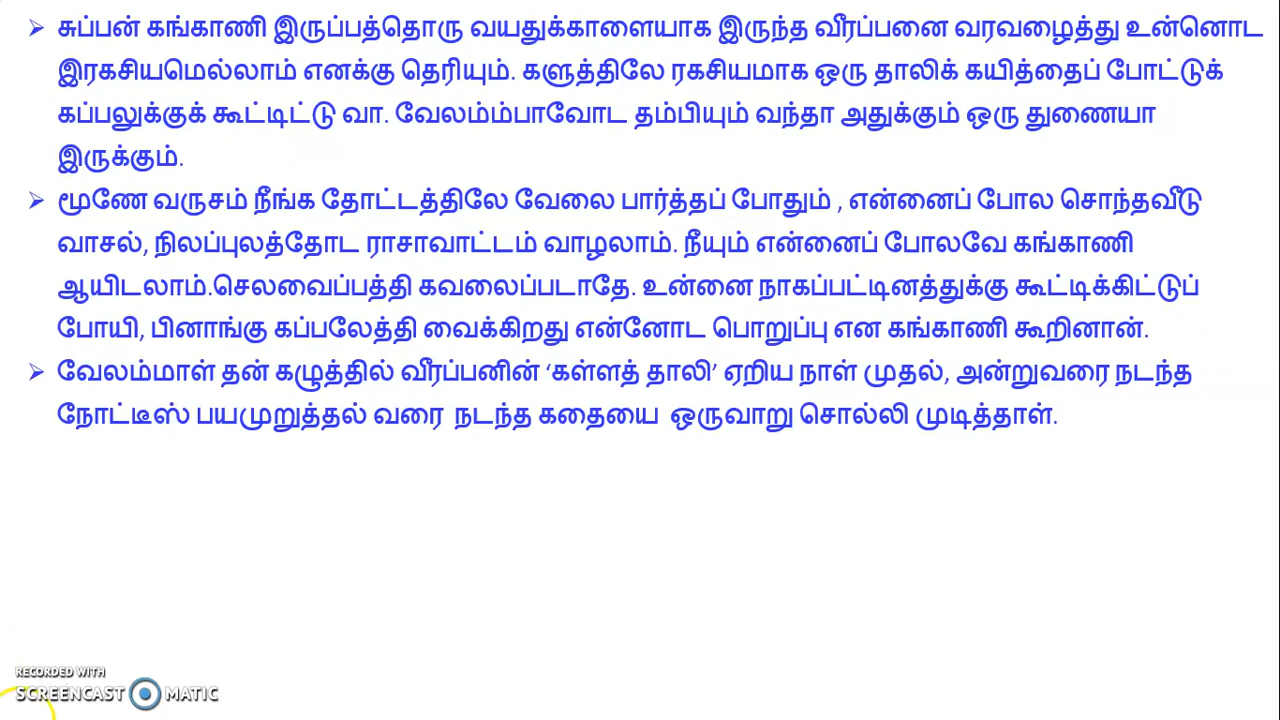 ➢ சுப்பன் கங்காணி இருப்பத்தொரு வயதுக்காளையாக இருந்த வீரப்பனை வரவழைத்து உன்னொட
இரகசியமெல்லாம் எனக்கு தெரியும். களுத்திலே ரகசியமாக ஒரு தாலிக் கயித்தைப் போட்டுக்
கப்பலுக்குக் கூட்டிட்டு வா. வேலம்ம்பாவோட தம்பியும் வந்தா அதுக்கும் ஒரு துணையா
இருக்கும்.
➢ மூணே வருசம் நீங்க தோட்டத்திலே வேலை பார்த்தப் போதும் , என்னைப் போல சொந்தவீடு
வாசல், நிலப்புலத்தோட ராசாவாட்டம் வாழலாம். நீயும் என்னைப் போலவே கங்காணி
ஆயிடலாம்.செலவைப்பத்தி கவலைப்படாதே. உன்னை நாகப்பட்டினத்துக்கு கூட்டிக்கிட்டுப்
போயி, பினாங்கு கப்பலேத்தி வைக்கிறது என்னோட பொறுப்பு என கங்காணி கூறினான்.
➢ வேலம்மாள் தன் கழுத்தில் வீரப்பனின் ‘கள்ளத் தாலி’ ஏறிய நாள் முதல், அன்றுவரை நடந்த
நோட்டீஸ் பயமுறுத்தல் வரை நடந்த கதையை ஒருவாறு சொல்லி முடித்தாள்.
RECORDED WITH
SCREENCAST MATIC